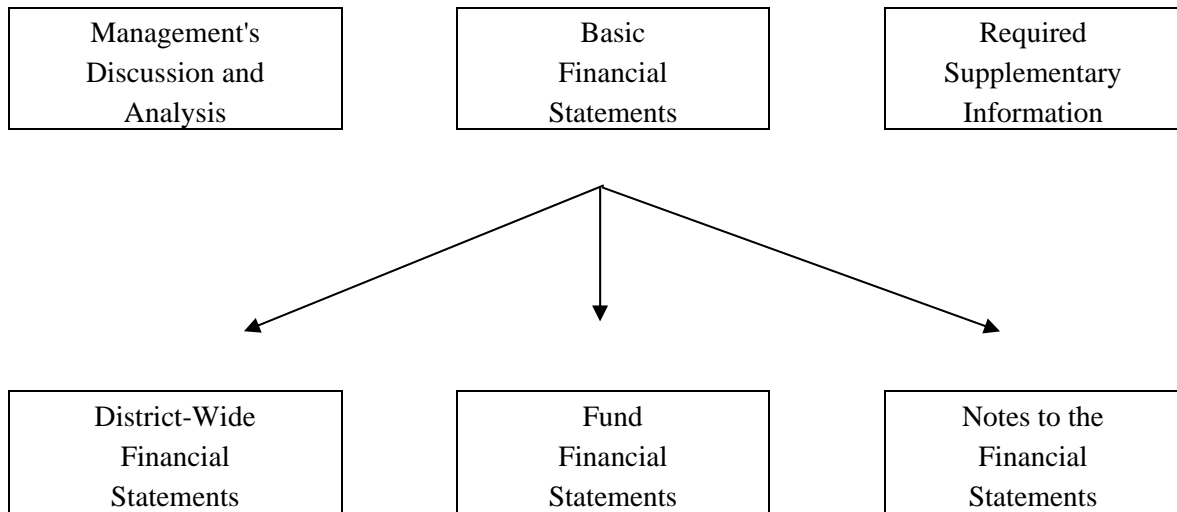 Management's
Discussion and
Analysis
Basic
Financial
Statements
Required
Supplementary
Information
District-Wide
Financial
Statements
Fund
Financial
Statements
Notes to the
Financial
Statements